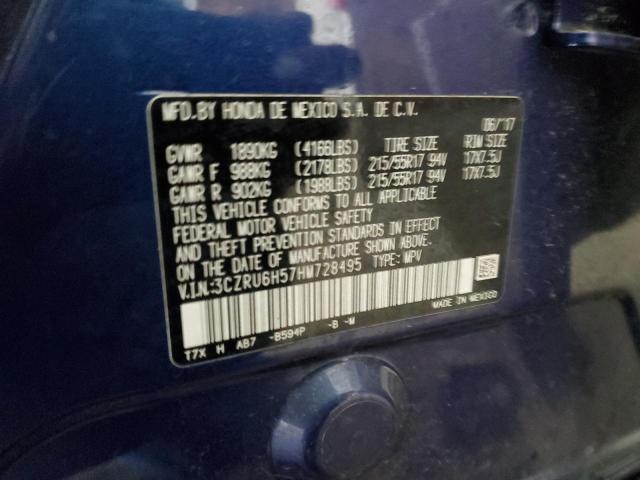 MFD. BY HONDA DE MEXICO S.A. DE C.V. 06/17
GVWR 1890KG (4166LBS) TIRE SIZE RIM SIZE
GAWR F 988KG (2178LBS) 215/55R17 94V 17X7.5J
GAWR R 902KG (1988LBS) 215/55R17 94V 17X7.5J
THIS VEHICLE CONFORMS TO ALL APPLICABLE
FEDERAL MOTOR VEHICLE SAFETY
AND THEFT PREVENTION STANDARDS IN EFFECT
ON THE DATE OF MANUFACTURE SHOWN ABOVE.
V.I.N:3CZRU6H57HM728495 TYPE: MPV
T7X H AB7 -B594P -B -M MADE IN MEXICO